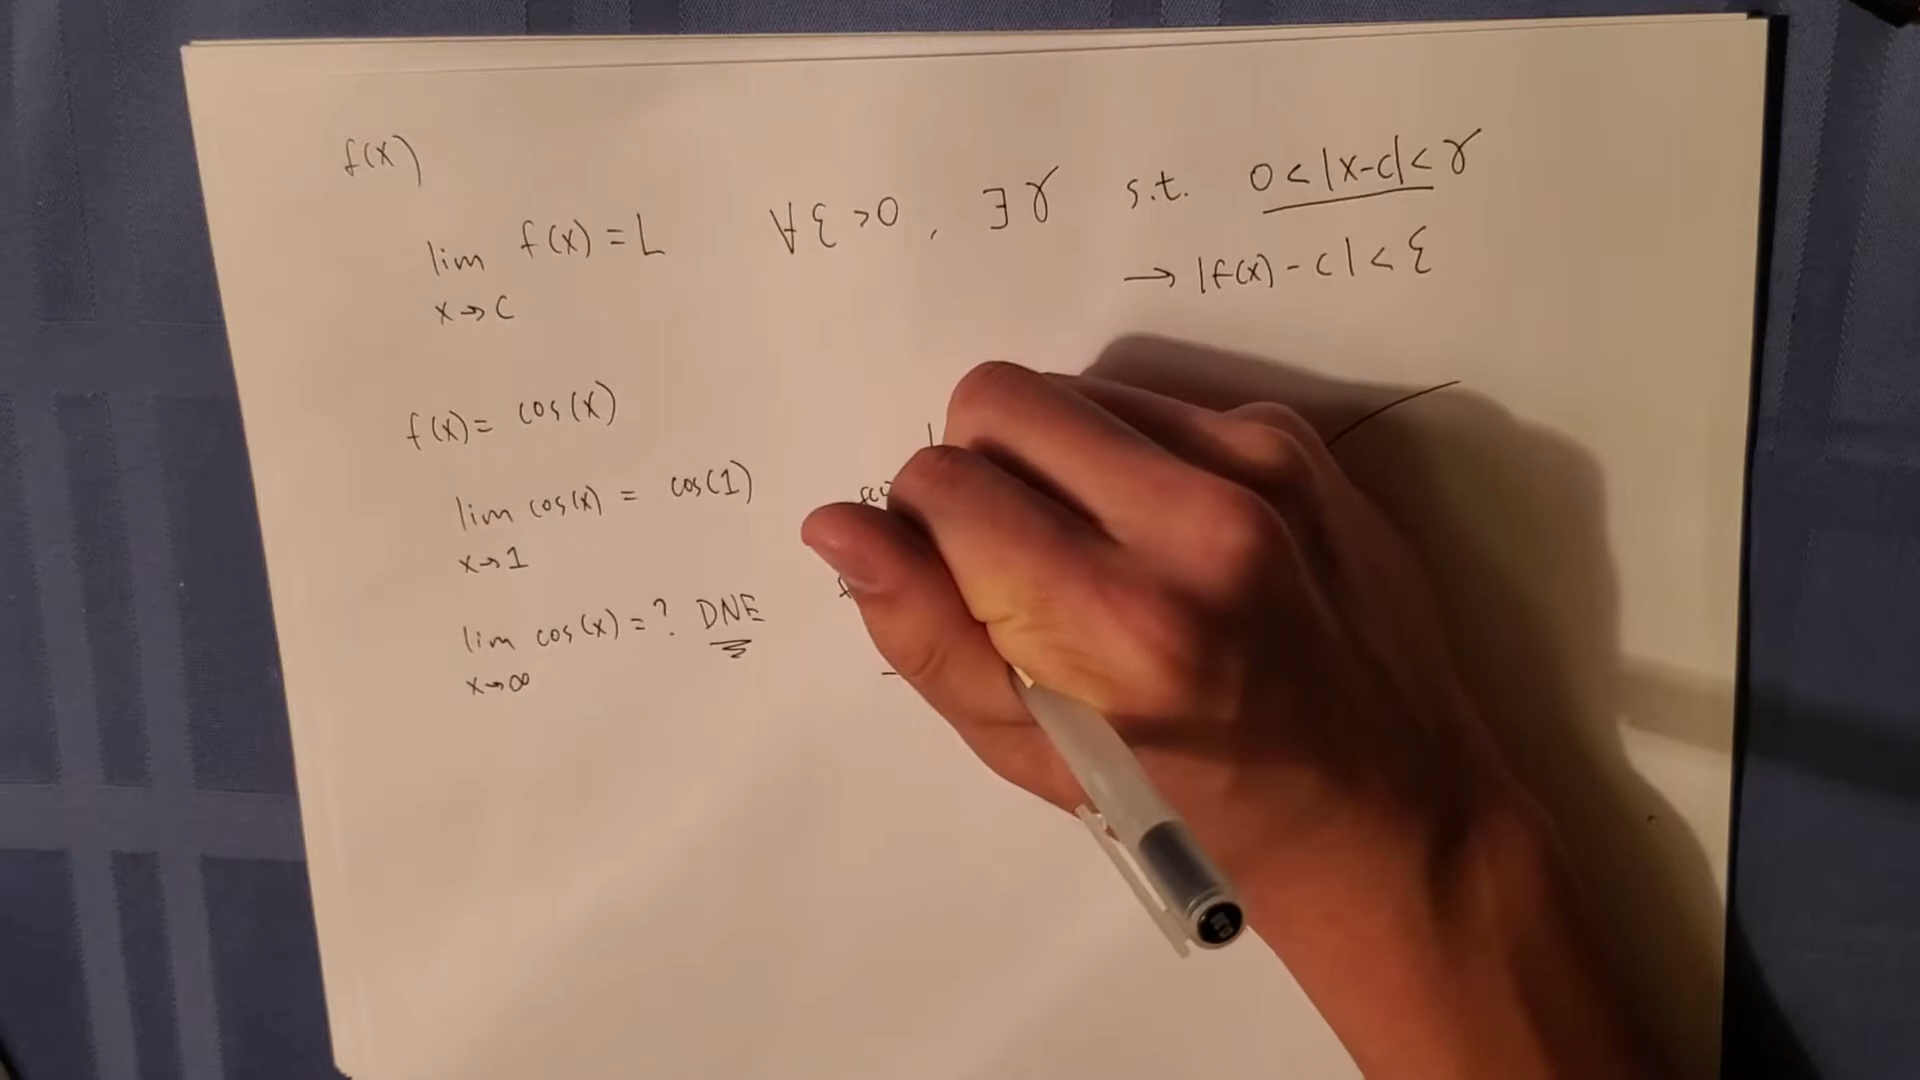 f(x)
lim f(x) = L ∀ε>0, ∃γ s.t. 0<|x-c|<γ
x→c → |f(x)-c|<ε
f(x)= cos(x)
lim cos(x) = cos(1)
x→1
lim cos(x)=? DNE
x→∞